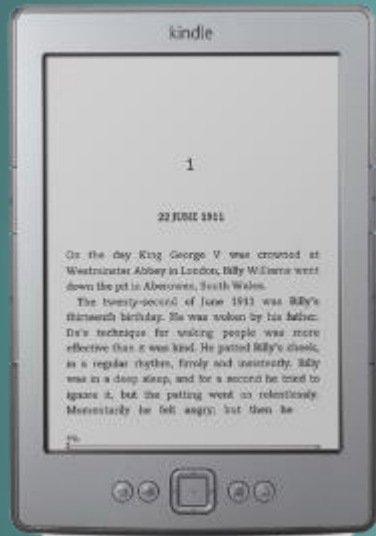 kindle
1
22 JUNE 1911
On the day King George V was crowned at
Westminster Abbey in London, Billy Williams went
down the pit in Aberowen, South Wales.
The twenty-second of June 1911 was Billy's
thirteenth birthday. He was woken by his father.
Da's technique for waking people was more
effective than it was kind. He patted Billy's cheek,
in a regular rhythm, firmly and insistently. Billy
was in a deep sleep, and for a second he tried to
ignore it, but the patting went on relentlessly.
Momentarily he felt angry; but then he